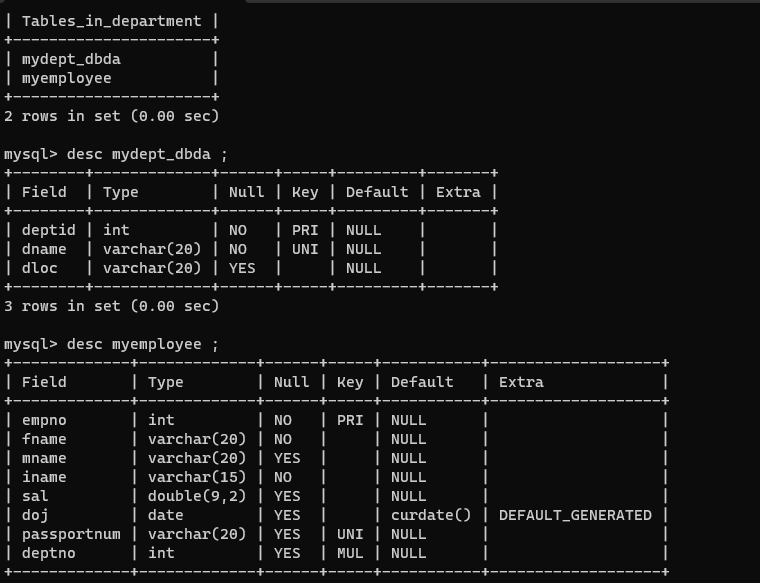 | Tables_in_department |
+----------------------+
| mydept_dbda          |
| myemployee           |
+----------------------+
2 rows in set (0.00 sec)

mysql> desc mydept_dbda ;
+--------+-------------+------+-----+---------+-------+
| Field  | Type        | Null | Key | Default | Extra |
+--------+-------------+------+-----+---------+-------+
| deptid | int         | NO   | PRI | NULL    |       |
| dname  | varchar(20) | NO   | UNI | NULL    |       |
| dloc   | varchar(20) | YES  |     | NULL    |       |
+--------+-------------+------+-----+---------+-------+
3 rows in set (0.00 sec)

mysql> desc myemployee ;
+-------------+-------------+------+-----+-----------+-------------------+
| Field       | Type        | Null | Key | Default   | Extra             |
+-------------+-------------+------+-----+-----------+-------------------+
| empno       | int         | NO   | PRI | NULL      |                   |
| fname       | varchar(20) | NO   |     | NULL      |                   |
| mname       | varchar(20) | YES  |     | NULL      |                   |
| iname       | varchar(15) | NO   |     | NULL      |                   |
| sal         | double(9,2) | YES  |     | NULL      |                   |
| doj         | date        | YES  |     | curdate() | DEFAULT_GENERATED |
| passportnum | varchar(20) | YES  | UNI | NULL      |                   |
| deptno      | int         | YES  | MUL | NULL      |                   |
+-------------+-------------+------+-----+-----------+-------------------+